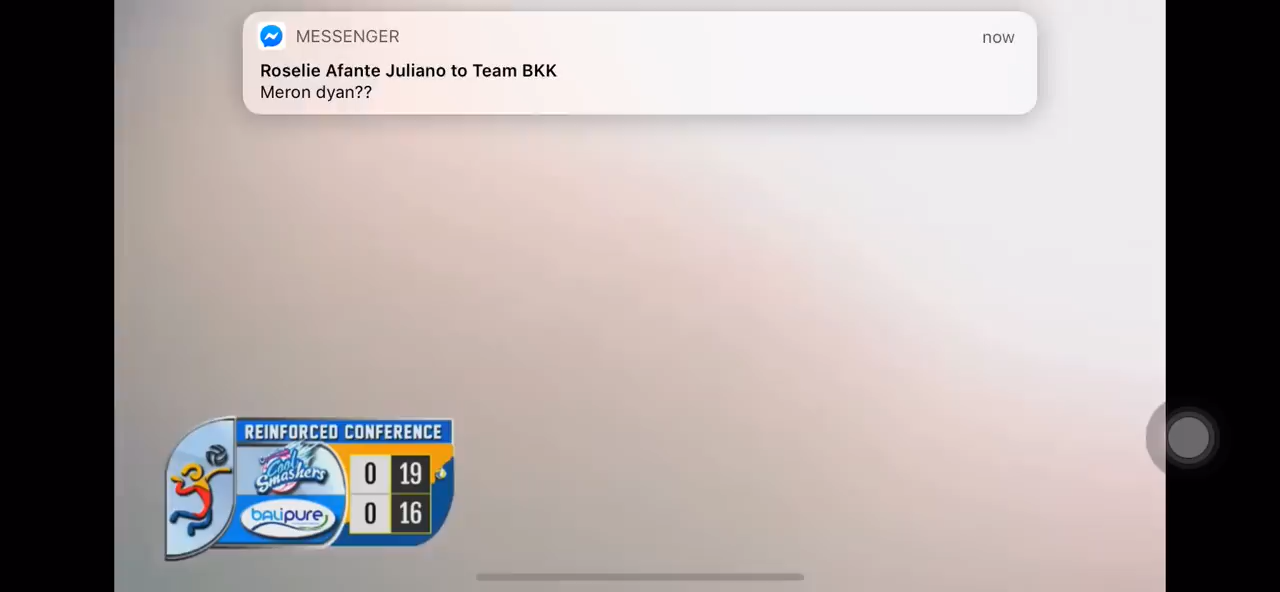 MESSENGER
now
Roselie Afante Juliano to Team BKK
Meron dyan??
REINFORCED CONFERENCE
Cool Smashers
0 19
balipure
0 16